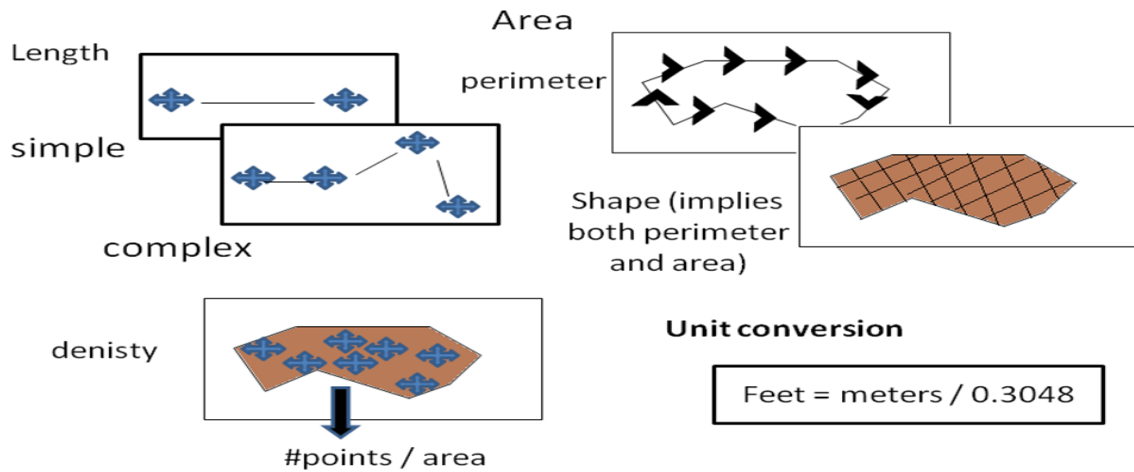 Length
simple
complex
Area
perimeter
Shape (implies
both perimeter
and area)
denisty
#points / area
Unit conversion
Feet = meters / 0.3048